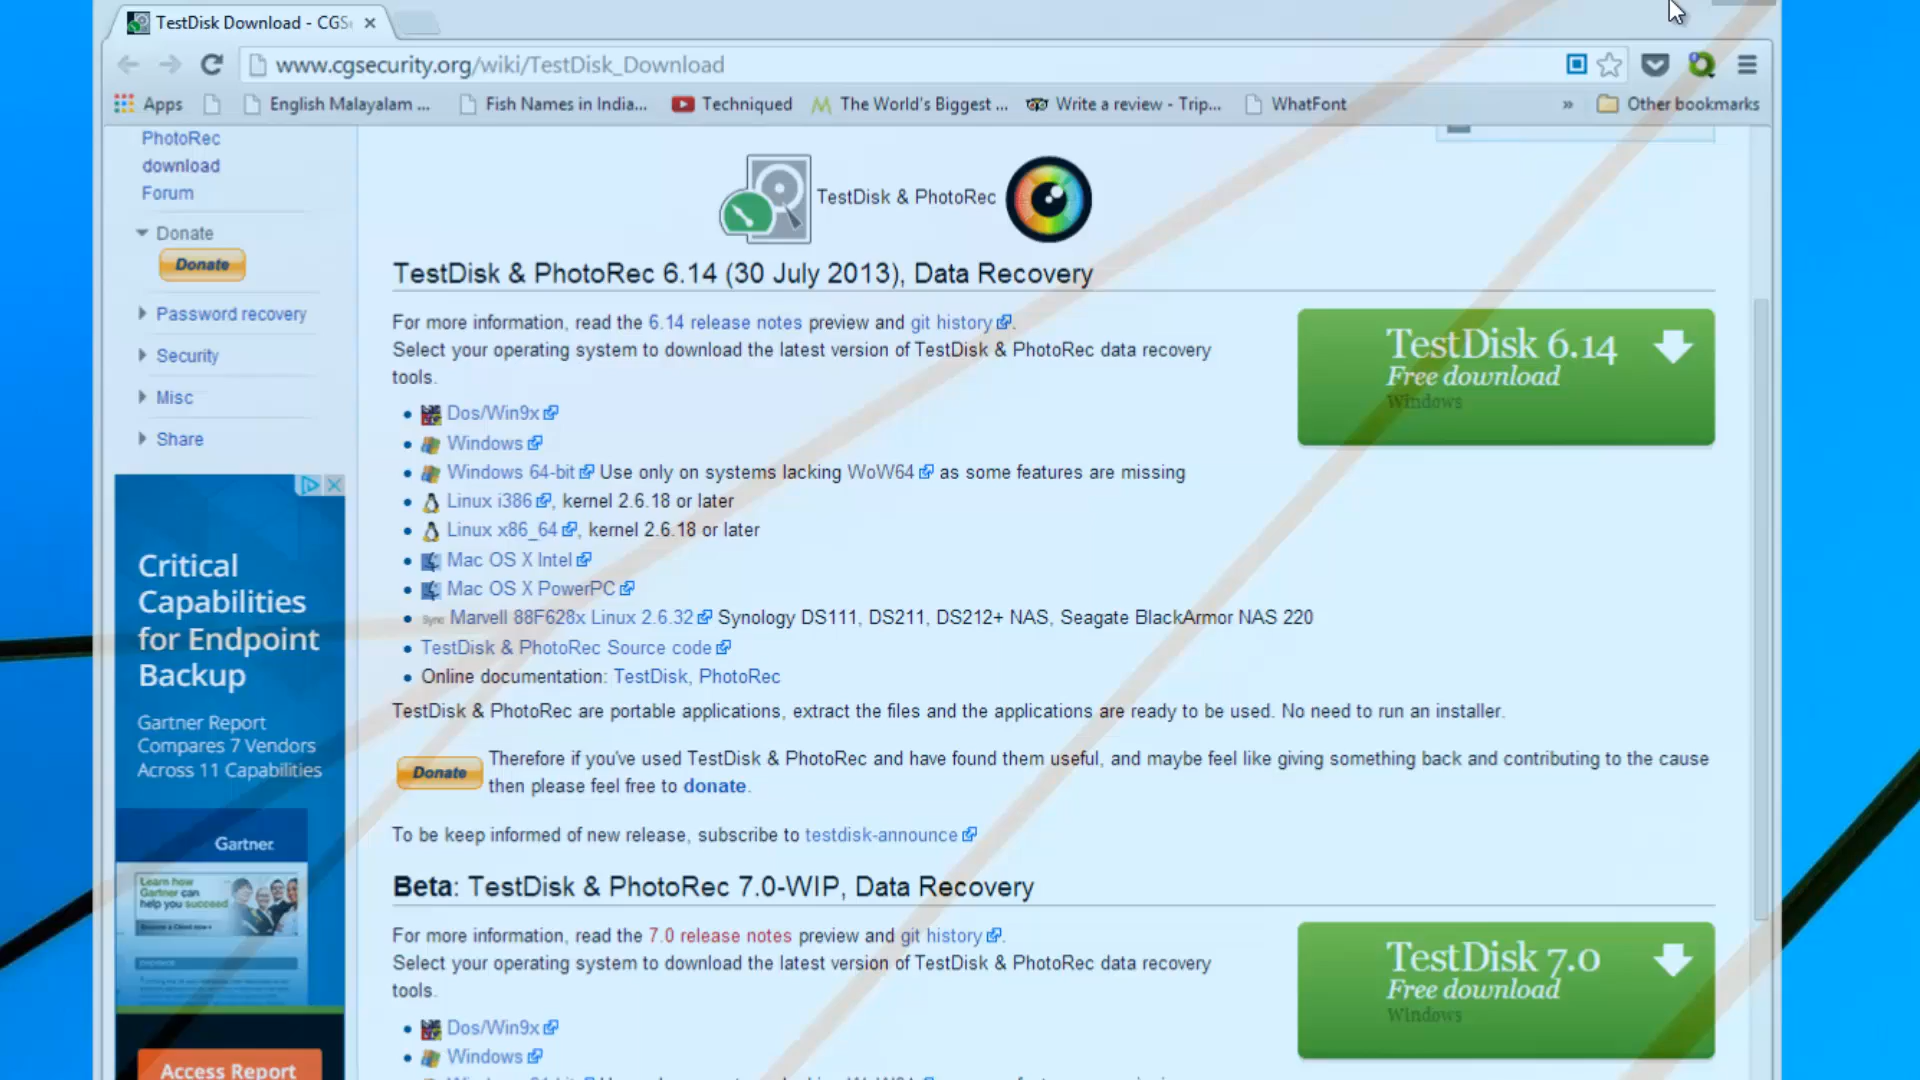 TestDisk Download - CGS
www.cgsecurity.org/wiki/TestDisk_Download
Apps
English Malayalam ...
Fish Names in India...
Techniqued
The World's Biggest ...
Write a review - Trip...
WhatFont
»
Other bookmarks
PhotoRec
download
Forum
Donate
Donate
Password recovery
Security
Misc
Share
Critical
Capabilities
for Endpoint
Backup
Gartner Report
Compares 7 Vendors
Across 11 Capabilities
Gartner
Learn how
Gartner can
help you succeed
Access Report
TestDisk & PhotoRec
TestDisk & PhotoRec 6.14 (30 July 2013), Data Recovery
For more information, read the 6.14 release notes preview and git history.
Select your operating system to download the latest version of TestDisk & PhotoRec data recovery
tools.
Dos/Win9x
Windows
Windows 64-bit Use only on systems lacking WoW64 as some features are missing
Linux i386, kernel 2.6.18 or later
Linux x86_64, kernel 2.6.18 or later
Mac OS X Intel
Mac OS X PowerPC
Marvell 88F628x Linux 2.6.32 Synology DS111, DS211, DS212+ NAS, Seagate BlackArmor NAS 220
TestDisk & PhotoRec Source code
Online documentation: TestDisk, PhotoRec
TestDisk 6.14
Free download
Windows
TestDisk & PhotoRec are portable applications, extract the files and the applications are ready to be used. No need to run an installer.
Donate
Therefore if you've used TestDisk & PhotoRec and have found them useful, and maybe feel like giving something back and contributing to the cause
then please feel free to donate.
To be keep informed of new release, subscribe to testdisk-announce
Beta: TestDisk & PhotoRec 7.0-WIP, Data Recovery
For more information, read the 7.0 release notes preview and git history.
Select your operating system to download the latest version of TestDisk & PhotoRec data recovery
tools.
Dos/Win9x
Windows
TestDisk 7.0
Free download
Windows